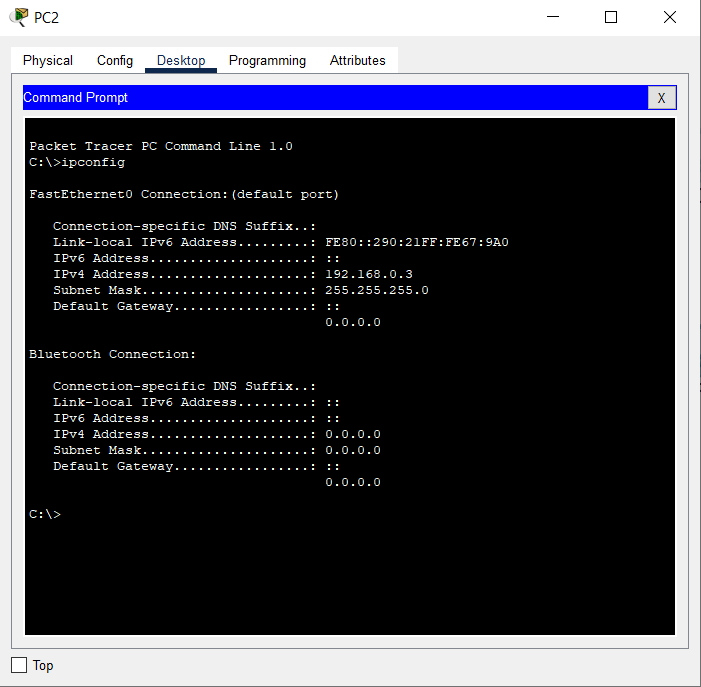 PC2
Physical Config Desktop Programming Attributes
Command Prompt X
Packet Tracer PC Command Line 1.0
C:\>ipconfig
FastEthernet0 Connection:(default port)
Connection-specific DNS Suffix..:
Link-local IPv6 Address.........: FE80::290:21FF:FE67:9A0
IPv6 Address....................: ::
IPv4 Address....................: 192.168.0.3
Subnet Mask.....................: 255.255.255.0
Default Gateway.................: ::
0.0.0.0
Bluetooth Connection:
Connection-specific DNS Suffix..:
Link-local IPv6 Address.........: ::
IPv6 Address....................: ::
IPv4 Address....................: 0.0.0.0
Subnet Mask.....................: 0.0.0.0
Default Gateway.................: ::
0.0.0.0
C:\>
Top